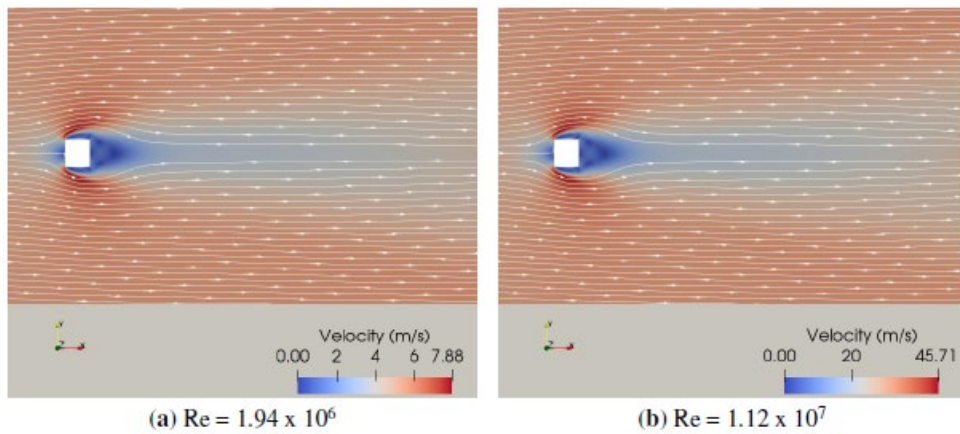 Velocity (m/s)
0.00 2 4 6 7.88
Y
Z
X
(a) Re = 1.94 x 10⁶
Velocity (m/s)
0.00 20 45.71
Y
Z
X
(b) Re = 1.12 x 10⁷